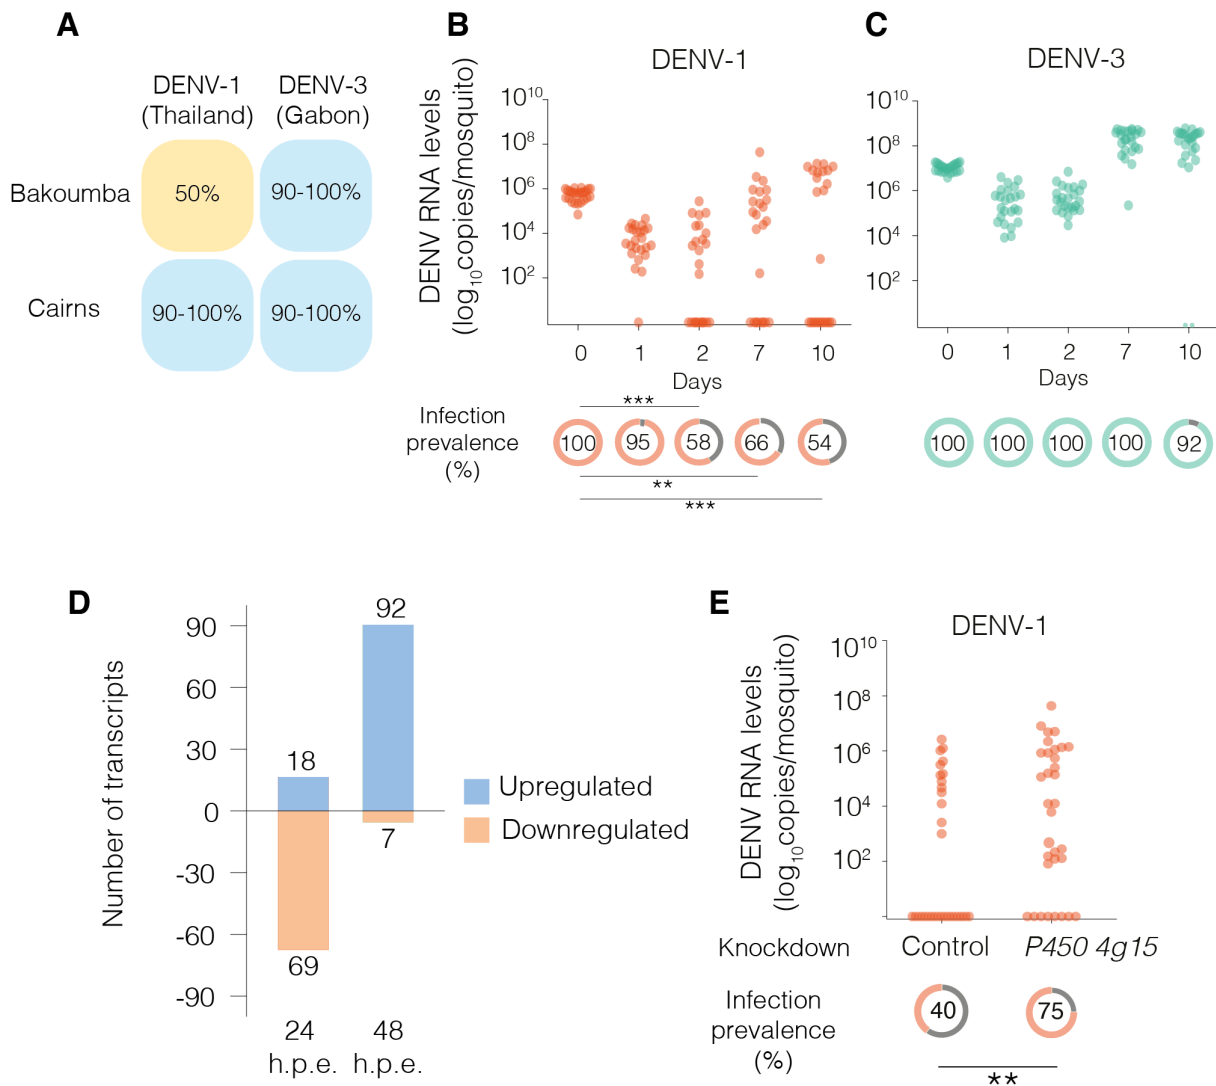 A
DENV-1
(Thailand)
DENV-3
(Gabon)
Bakoumba
50%
90-100%
Cairns
90-100%
90-100%
B
DENV-1
DENV RNA levels
(log10copies/mosquito)
10^10
10^8
10^6
10^4
10^2
0 1 2 7 10
Days
Infection
prevalence
(%)
***
100 95 58 66 54
**
***
C
DENV-3
10^10
10^8
10^6
10^4
10^2
0 1 2 7 10
Days
100 100 100 100 92
D
Number of transcripts
90
60
30
0
-30
-60
-90
18
69
92
7
24
h.p.e.
48
h.p.e.
Upregulated
Downregulated
E
DENV-1
DENV RNA levels
(log10copies/mosquito)
10^10
10^8
10^6
10^4
10^2
Knockdown
Control
P450 4g15
Infection
prevalence
(%)
40 75
**